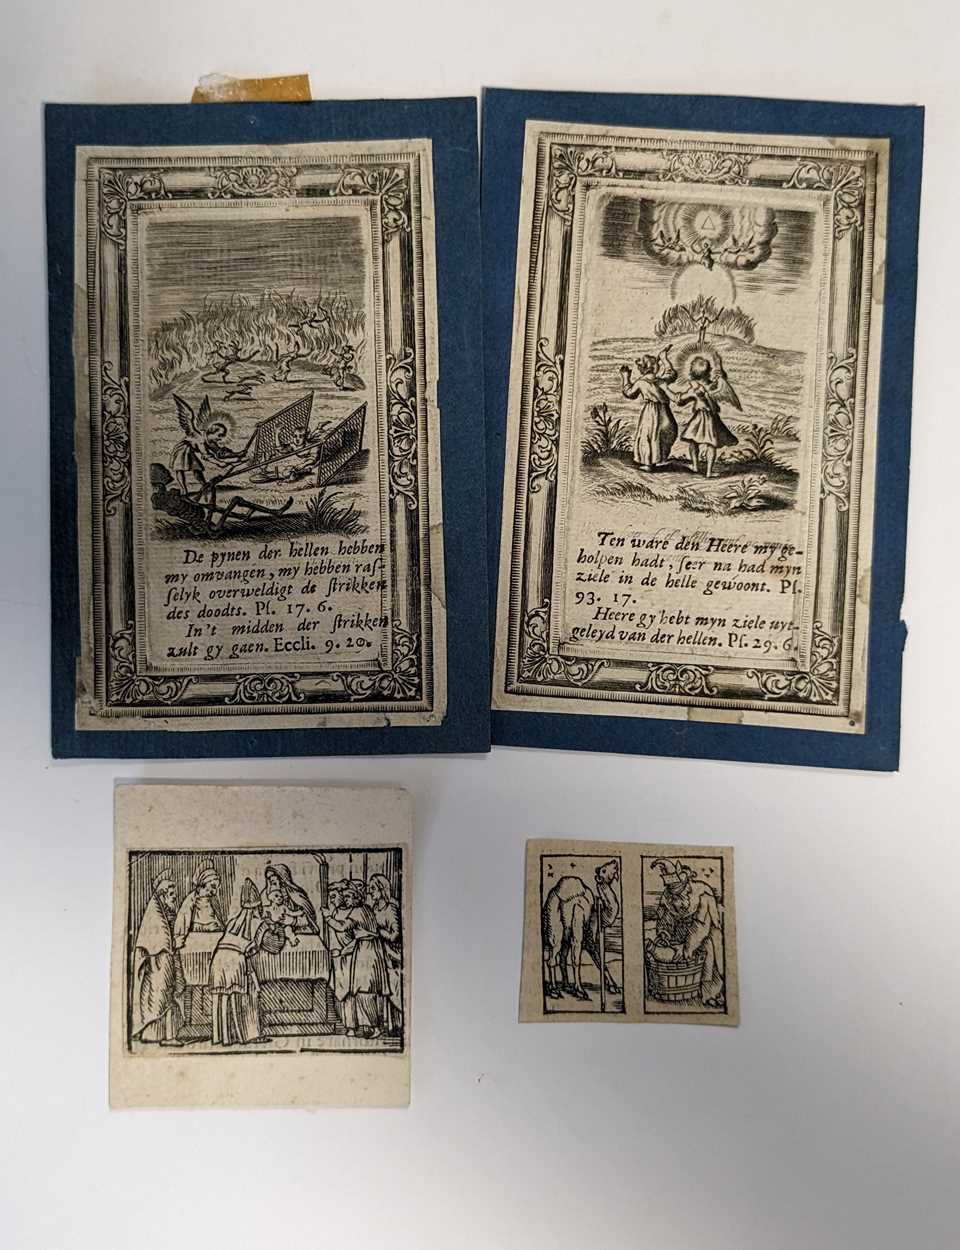 De pynen der hellen hebben
my omvangen, my hebben ras-
selyk overweldigt de strikken
des doodts. Ps. 17. 6.
In't midden der strikken
zult gy gaen. Eccli. 9. 20.
Ten ware den Heere my ge-
holpen hadt, seer na had myn
ziele in de helle gewoont. Ps.
93. 17.
Heere gy hebt myn ziele uyt-
geleyd van der hellen. Ps. 29. 6.